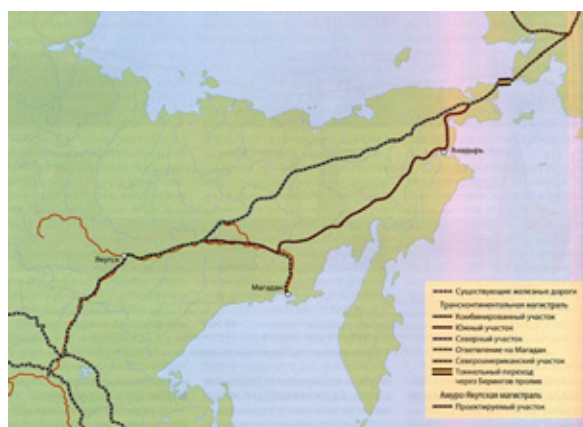 Анадырь
Якутск
Магадан
Существующие железные дороги
Трансконтинентальная магистраль
Комбинированный участок
Южный участок
Северный участок
Ответвление на Магадан
Североамериканский участок
Тоннельный переход
через Берингов пролив
Амуро-Якутская магистраль
Проектируемый участок